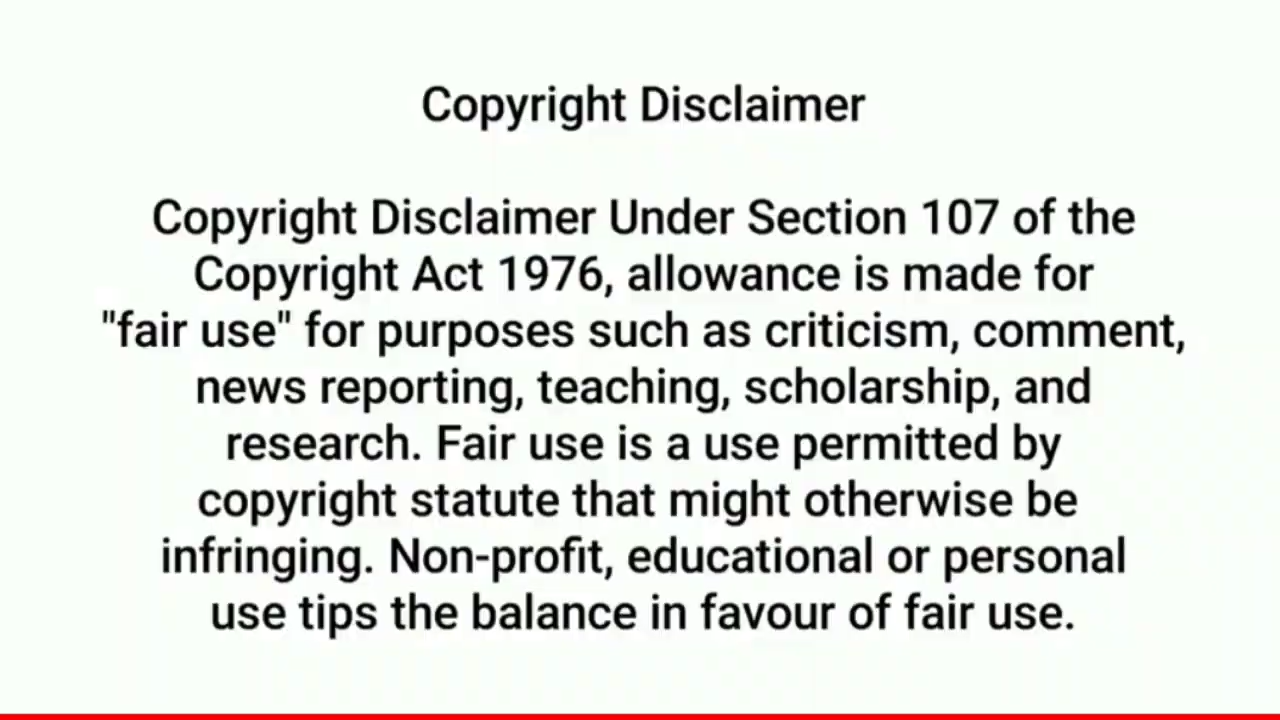 Copyright Disclaimer
Copyright Disclaimer Under Section 107 of the
Copyright Act 1976, allowance is made for
"fair use" for purposes such as criticism, comment,
news reporting, teaching, scholarship, and
research. Fair use is a use permitted by
copyright statute that might otherwise be
infringing. Non-profit, educational or personal
use tips the balance in favour of fair use.